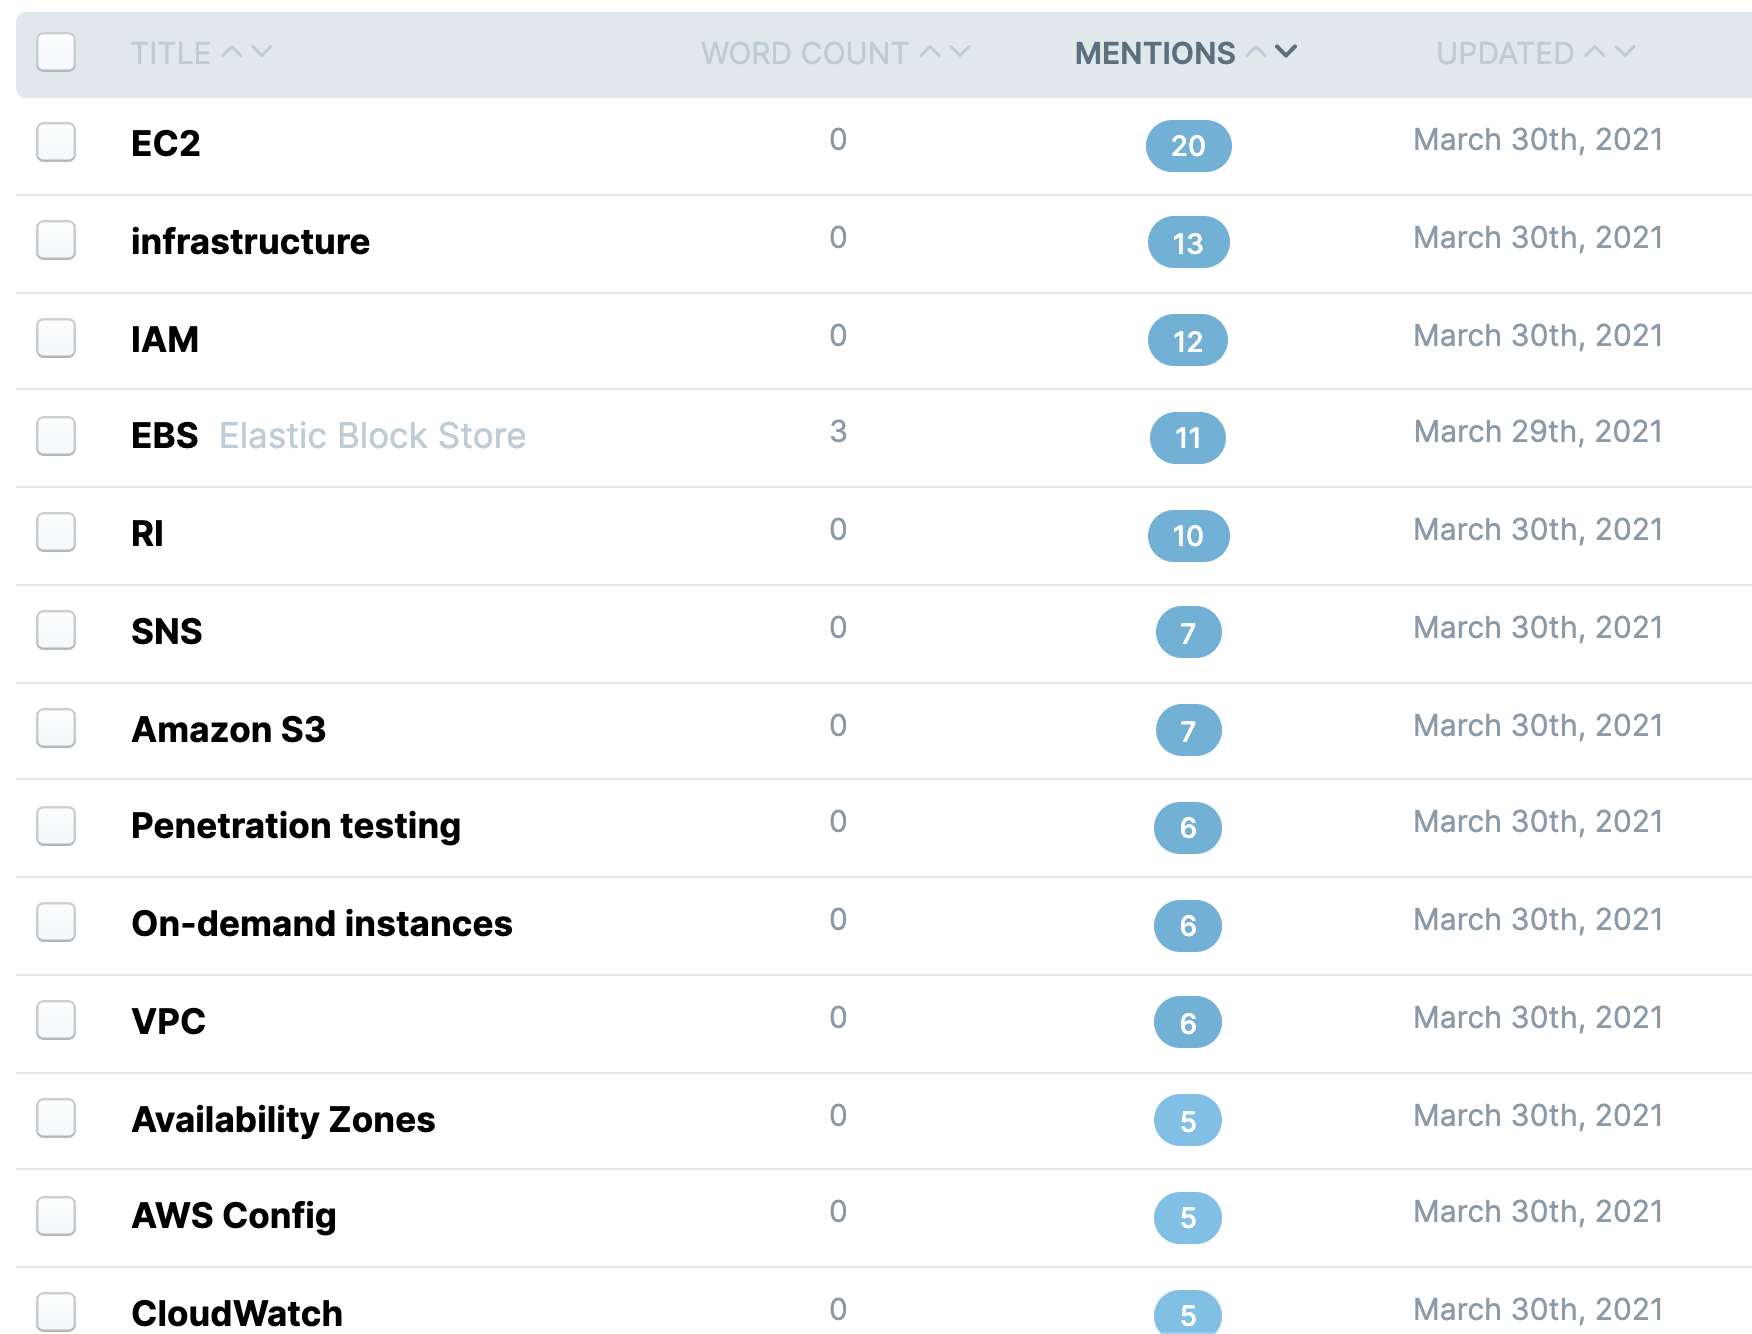 TITLE WORD COUNT MENTIONS UPDATED
EC2 0 20 March 30th, 2021
infrastructure 0 13 March 30th, 2021
IAM 0 12 March 30th, 2021
EBS Elastic Block Store 3 11 March 29th, 2021
RI 0 10 March 30th, 2021
SNS 0 7 March 30th, 2021
Amazon S3 0 7 March 30th, 2021
Penetration testing 0 6 March 30th, 2021
On-demand instances 0 6 March 30th, 2021
VPC 0 6 March 30th, 2021
Availability Zones 0 5 March 30th, 2021
AWS Config 0 5 March 30th, 2021
CloudWatch 0 5 March 30th, 2021